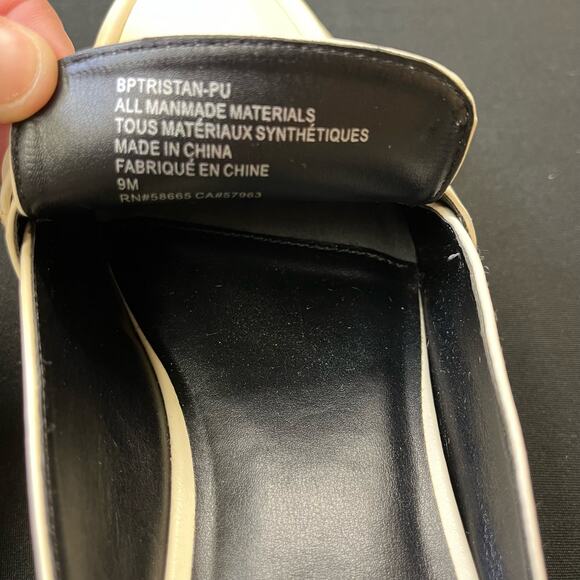 BPTRISTAN-PU
ALL MANMADE MATERIALS
TOUS MATÉRIAUX SYNTHÉTIQUES
MADE IN CHINA
FABRIQUÉ EN CHINE
9M
RN#58665 CA#57963